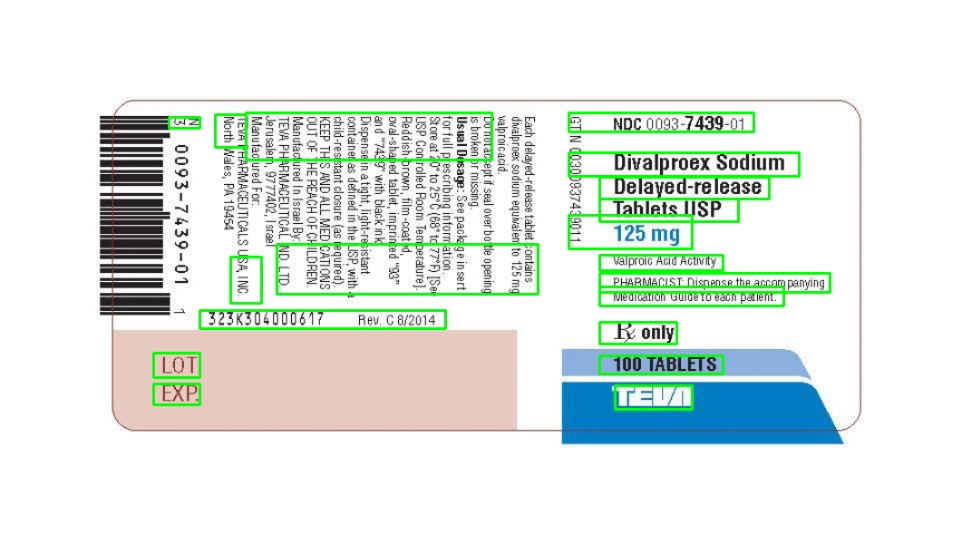 NDC 0093-7439-01
Divalproex Sodium
Delayed-release
Tablets USP
125 mg
Valproic Acid Activity
PHARMACIST: Dispense the accompanying
Medication Guide to each patient.
℞ only
100 TABLETS
TEVA
Each delayed-release tablet contains
divalproex sodium equivalent to 125 mg
valproic acid.
Do not accept if seal over bottle opening
is broken or missing.
Usual Dosage: See package insert
for full prescribing information.
Store at 20° to 25°C (68° to 77°F) [See
USP Controlled Room Temperature].
Reddish-brown, film-coated,
oval-shaped tablet, imprinted "93"
and "7439" with black ink.
Dispense in a tight, light-resistant
container as defined in the USP, with a
child-resistant closure (as required).
KEEP THIS AND ALL MEDICATIONS
OUT OF THE REACH OF CHILDREN.
Manufactured In Israel By:
TEVA PHARMACEUTICAL IND. LTD.
Jerusalem, 9777402, Israel
Manufactured For:
TEVA PHARMACEUTICALS USA, INC.
North Wales, PA 19454
N
3 0093-7439-01 1
323K304000617 Rev. C 8/2014
LOT
EXP.